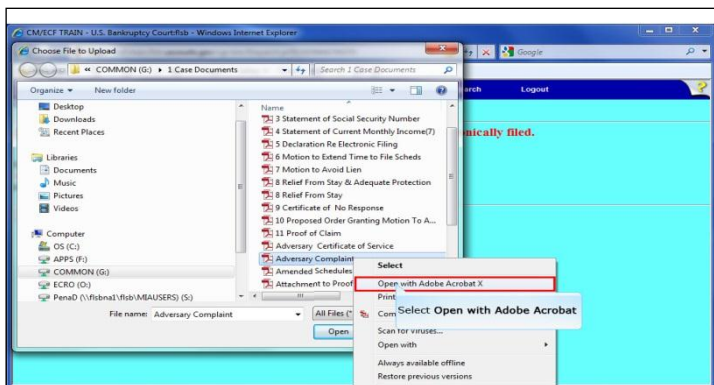 CM/ECF TRAIN - U.S. Bankruptcy Court:flsb - Windows Internet Explorer
Choose File to Upload
Google
« COMMON (G:) ▸ 1 Case Documents
Search 1 Case Documents
Organize
New folder
Logout
Desktop
Downloads
Recent Places
Libraries
Documents
Music
Pictures
Videos
Computer
OS (C:)
APPS (F:)
COMMON (G:)
ECRO (O:)
PenaD (\\flsbna1\flsb\MIAUSERS) (S:)
Name
3 Statement of Social Security Number
4 Statement of Current Monthly Income(7)
5 Declaration Re Electronic Filing
6 Motion to Extend Time to File Scheds
7 Motion to Avoid Lien
8 Relief From Stay & Adequate Protection
8 Relief From Stay
9 Certificate of No Response
10 Proposed Order Granting Motion To A...
11 Proof of Claim
Adversary Certificate of Service
Adversary Complaint
Amended Schedules
Attachment to Proof
nically filed.
File name: Adversary Complaint
All Files (*
Open
Select
Open with Adobe Acrobat X
Print
Com
Select Open with Adobe Acrobat
Scan for Viruses...
Open with
Always available offline
Restore previous versions